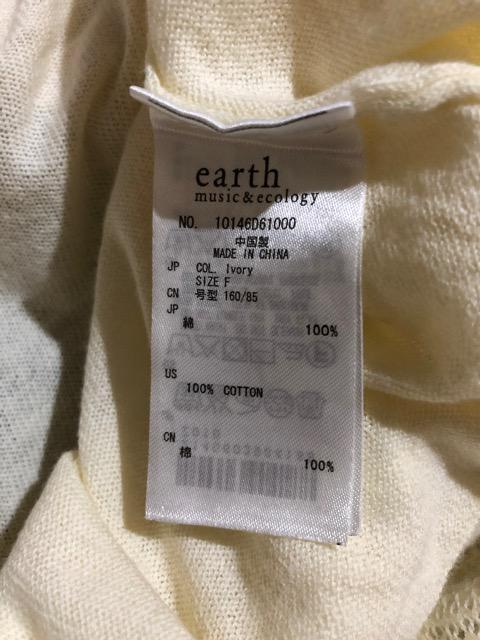 earth
music&ecology
NO. 10146D61000
中国製
MADE IN CHINA
JP COL. Ivory
SIZE F
CN 号型 160/85
JP
綿 100%
US
100% COTTON
CN
棉 100%